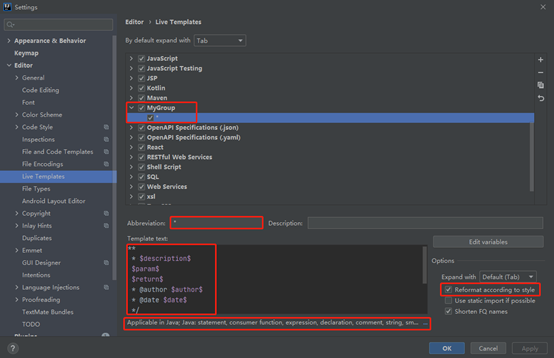 Settings
Appearance & Behavior
Keymap
Editor
General
Code Editing
Font
Color Scheme
Code Style
Inspections
File and Code Templates
File Encodings
Live Templates
File Types
Android Layout Editor
Copyright
Inlay Hints
Duplicates
Emmet
GUI Designer
Intentions
Language Injections
Proofreading
TextMate Bundles
TODO
Editor › Live Templates
By default expand with Tab
JavaScript
JavaScript Testing
JSP
Kotlin
Maven
MyGroup
*
OpenAPI Specifications (.json)
OpenAPI Specifications (.yaml)
React
RESTful Web Services
Shell Script
SQL
Web Services
xsl
Abbreviation: *
Description:
Template text:
**
* $description$
$param$
$return$
* @author $author$
* @date $date$
*/
Applicable in Java; Java: statement, consumer function, expression, declaration, comment, string, sm... ...
Edit variables
Options
Expand with Default (Tab)
Reformat according to style
Use static import if possible
Shorten FQ names
?
OK
Cancel
Apply